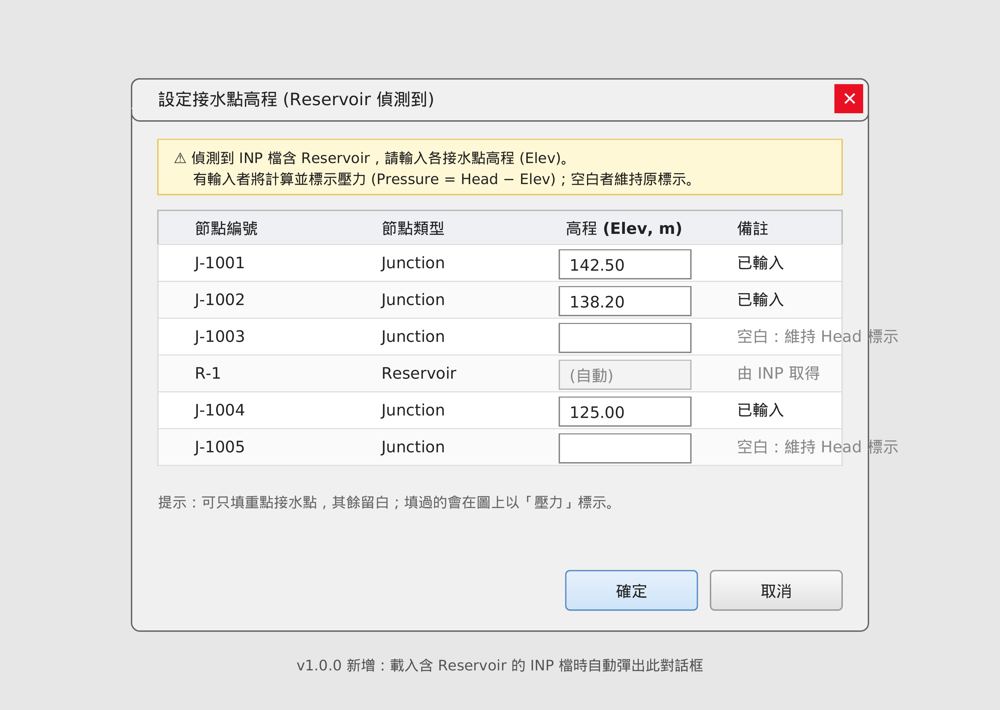 設定接水點高程 (Reservoir 偵測到)
✕
⚠ 偵測到 INP 檔含 Reservoir，請輸入各接水點高程 (Elev)。
有輸入者將計算並標示壓力 (Pressure = Head − Elev)；空白者維持原標示。
節點編號 節點類型 高程 (Elev, m) 備註
J-1001 Junction 142.50 已輸入
J-1002 Junction 138.20 已輸入
J-1003 Junction 空白：維持 Head 標示
R-1 Reservoir (自動) 由 INP 取得
J-1004 Junction 125.00 已輸入
J-1005 Junction 空白：維持 Head 標示
提示：可只填重點接水點，其餘留白；填過的會在圖上以「壓力」標示。
確定 取消
v1.0.0 新增：載入含 Reservoir 的 INP 檔時自動彈出此對話框